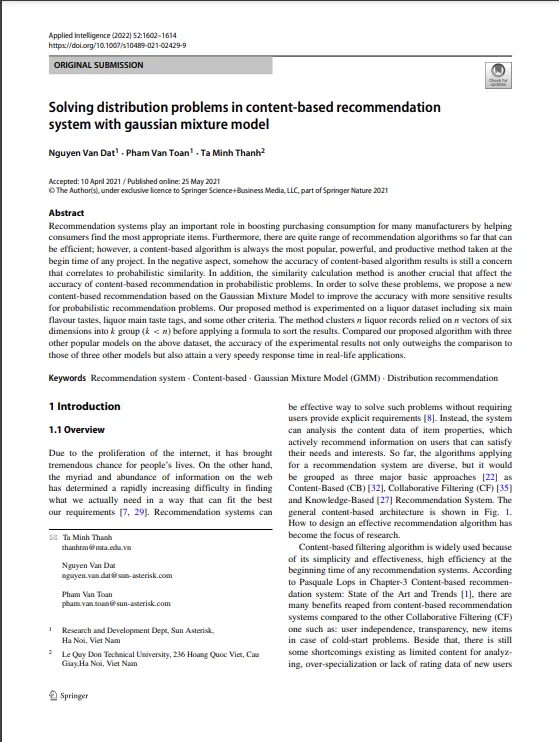 Applied Intelligence (2022) 52:1602–1614
https://doi.org/10.1007/s10489-021-02429-9
ORIGINAL SUBMISSION
Check for
updates
Solving distribution problems in content-based recommendation
system with gaussian mixture model
Nguyen Van Dat1 · Pham Van Toan1 · Ta Minh Thanh2
Accepted: 10 April 2021 / Published online: 25 May 2021
© The Author(s), under exclusive licence to Springer Science+Business Media, LLC, part of Springer Nature 2021
Abstract
Recommendation systems play an important role in boosting purchasing consumption for many manufacturers by helping
consumers find the most appropriate items. Furthermore, there are quite range of recommendation algorithms so far that can
be efficient; however, a content-based algorithm is always the most popular, powerful, and productive method taken at the
begin time of any project. In the negative aspect, somehow the accuracy of content-based algorithm results is still a concern
that correlates to probabilistic similarity. In addition, the similarity calculation method is another crucial that affect the
accuracy of content-based recommendation in probabilistic problems. In order to solve these problems, we propose a new
content-based recommendation based on the Gaussian Mixture Model to improve the accuracy with more sensitive results
for probabilistic recommendation problems. Our proposed method is experimented on a liquor dataset including six main
flavour tastes, liquor main taste tags, and some other criteria. The method clusters n liquor records relied on n vectors of six
dimensions into k group (k < n) before applying a formula to sort the results. Compared our proposed algorithm with three
other popular models on the above dataset, the accuracy of the experimental results not only outweighs the comparison to
those of three other models but also attain a very speedy response time in real-life applications.
Keywords Recommendation system · Content-based · Gaussian Mixture Model (GMM) · Distribution recommendation
1 Introduction
1.1 Overview
Due to the proliferation of the internet, it has brought
tremendous chance for people's lives. On the other hand,
the myriad and abundance of information on the web
has determined a rapidly increasing difficulty in finding
what we actually need in a way that can fit the best
our requirements [7, 29]. Recommendation systems can
Ta Minh Thanh
thanhtm@mta.edu.vn
Nguyen Van Dat
nguyen.van.dat@sun-asterisk.com
Pham Van Toan
pham.van.toan@sun-asterisk.com
1 Research and Development Dept, Sun Asterisk,
Ha Noi, Viet Nam
2 Le Quy Don Technical University, 236 Hoang Quoc Viet, Cau
Giay,Ha Noi, Viet Nam
be effective way to solve such problems without requiring
users provide explicit requirements [8]. Instead, the system
can analysis the content data of item properties, which
actively recommend information on users that can satisfy
their needs and interests. So far, the algorithms applying
for a recommendation system are diverse, but it would
be grouped as three major basic approaches [22] as
Content-Based (CB) [32], Collaborative Filtering (CF) [35]
and Knowledge-Based [27] Recommendation System. The
general content-based architecture is shown in Fig. 1.
How to design an effective recommendation algorithm has
become the focus of research.
Content-based filtering algorithm is widely used because
of its simplicity and effectiveness, high efficiency at the
beginning time of any recommendation systems. According
to Pasquale Lops in Chapter-3 Content-based recommen-
dation system: State of the Art and Trends [1], there are
many benefits reaped from content-based recommendation
systems compared to the other Collaborative Filtering (CF)
one such as: user independence, transparency, new items
in case of cold-start problems. Beside that, there is still
some shortcomings existing as limited content for analyz-
ing, over-specialization or lack of rating data of new users
Springer